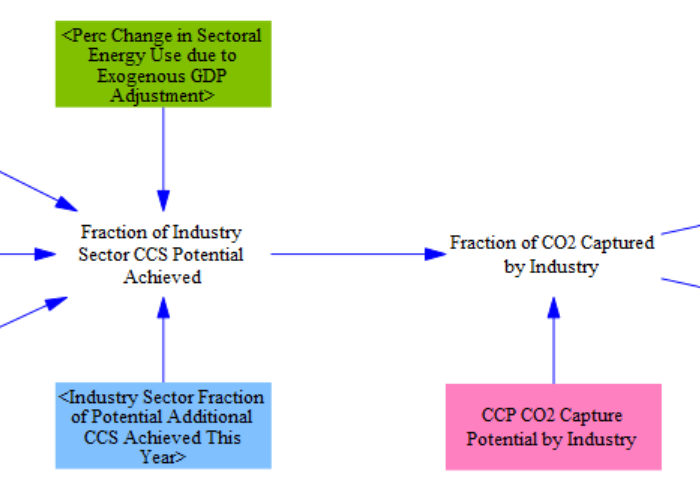 <Perc Change in Sectoral
Energy Use due to
Exogenous GDP
Adjustment>
Fraction of Industry
Sector CCS Potential
Achieved
Fraction of CO2 Captured
by Industry
<Industry Sector Fraction
of Potential Additional
CCS Achieved This
Year>
CCP CO2 Capture
Potential by Industry